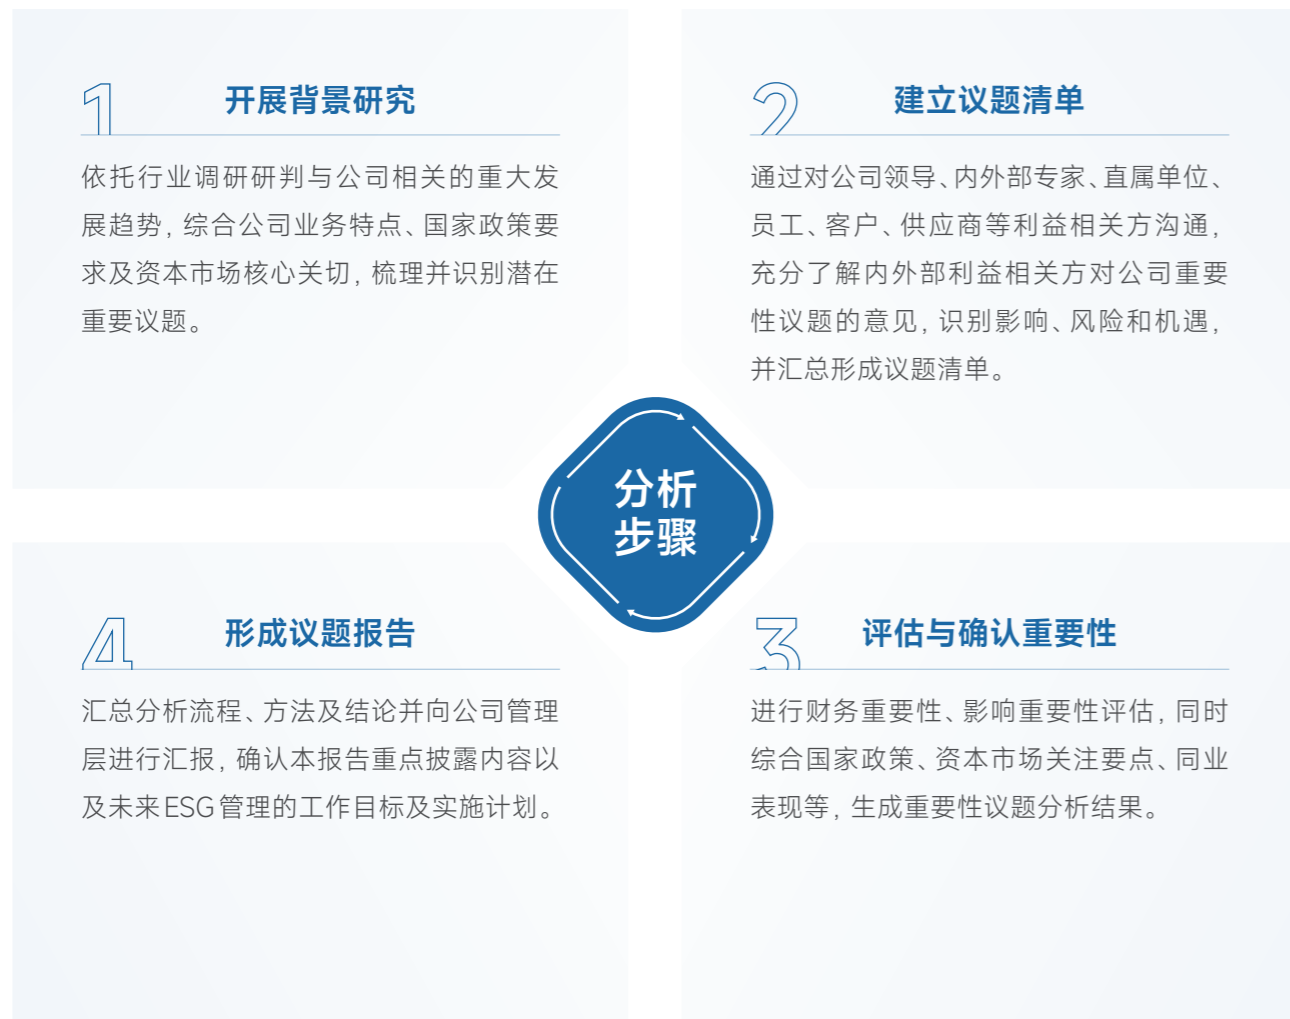 1
开展背景研究
依托行业调研研判与公司相关的重大发
展趋势，综合公司业务特点、国家政策要
求及资本市场核心关切，梳理并识别潜在
重要议题。
2
建立议题清单
通过对公司领导、内外部专家、直属单位、
员工、客户、供应商等利益相关方沟通，
充分了解内外部利益相关方对公司重要
性议题的意见，识别影响、风险和机遇，
并汇总形成议题清单。
分析
步骤
3
评估与确认重要性
进行财务重要性、影响重要性评估，同时
综合国家政策、资本市场关注要点、同业
表现等，生成重要性议题分析结果。
4
形成议题报告
汇总分析流程、方法及结论并向公司管理
层进行汇报，确认本报告重点披露内容以
及未来ESG管理的工作目标及实施计划。